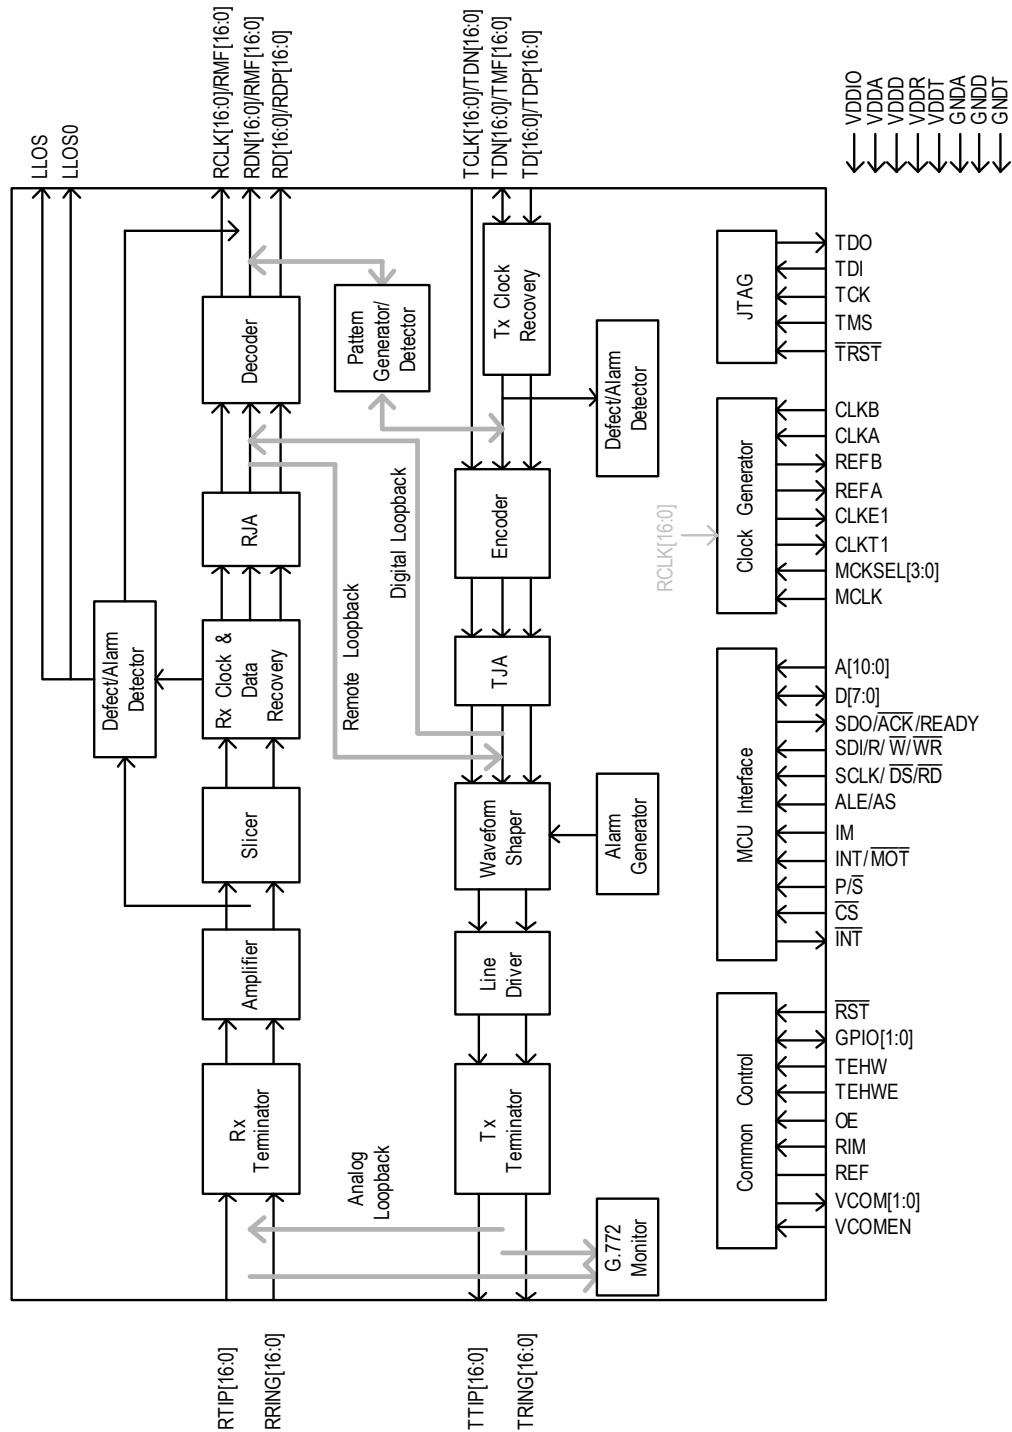 LLOS
LLOS0
RCLK[16:0]/RMF[16:0]
RDN[16:0]/RMF[16:0]
RD[16:0]/RDP[16:0]
TCLK[16:0]/TDN[16:0]
TDN[16:0]/TMF[16:0]
TD[16:0]/TDP[16:0]
VDDIO
VDDA
VDDD
VDDR
VDDT
GNDA
GNDD
GNDT
Decoder
Pattern
Generator/
Detector
Tx Clock
Recovery
Defect/Alarm
Detector
RJA
Digital Loopback
Encoder
RCLK[16:0]
Defect/Alarm
Detector
Rx Clock &
Data
Recovery
Remote Loopback
TJA
Slicer
Waveform
Shaper
Alarm
Generator
Amplifier
Line
Driver
Rx
Terminator
Analog
Loopback
Tx
Terminator
G.772
Monitor
RTIP[16:0]
RRING[16:0]
TTIP[16:0]
TRING[16:0]
JTAG
TDO
TDI
TCK
TMS
TRST
Clock Generator
CLKB
CLKA
REFB
REFA
CLKE1
CLKT1
MCKSEL[3:0]
MCLK
MCU Interface
A[10:0]
D[7:0]
SDO/ACK/READY
SDI/R/ W/WR
SCLK/ DS/RD
ALE/AS
IM
INT/MOT
P/S
CS
INT
Common Control
RST
GPIO[1:0]
TEHW
TEHWE
OE
RIM
REF
VCOM[1:0]
VCOMEN